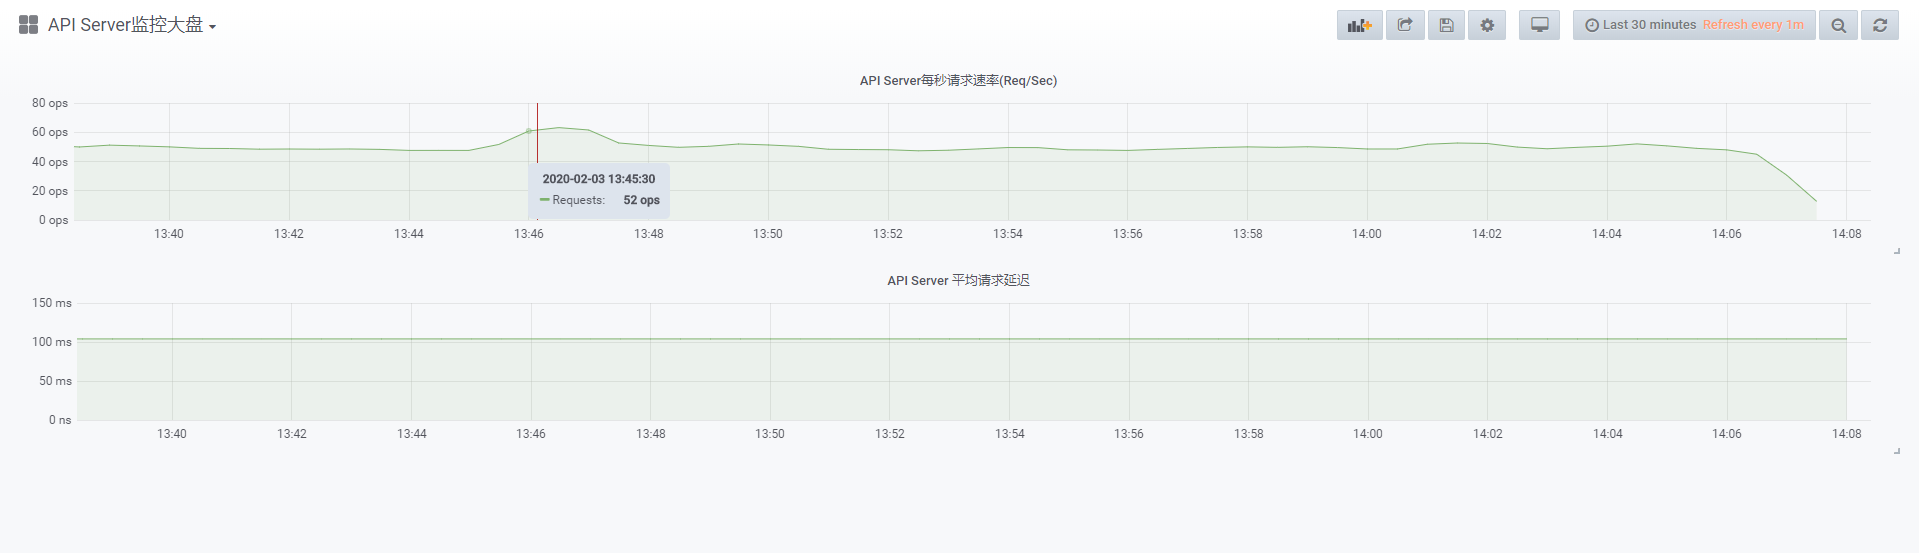 API Server监控大盘
Last 30 minutes Refresh every 1m
API Server每秒请求速率(Req/Sec)
80 ops
60 ops
40 ops
20 ops
0 ops
2020-02-03 13:45:30
Requests: 52 ops
13:40 13:42 13:44 13:46 13:48 13:50 13:52 13:54 13:56 13:58 14:00 14:02 14:04 14:06 14:08
API Server 平均请求延迟
150 ms
100 ms
50 ms
0 ns
13:40 13:42 13:44 13:46 13:48 13:50 13:52 13:54 13:56 13:58 14:00 14:02 14:04 14:06 14:08